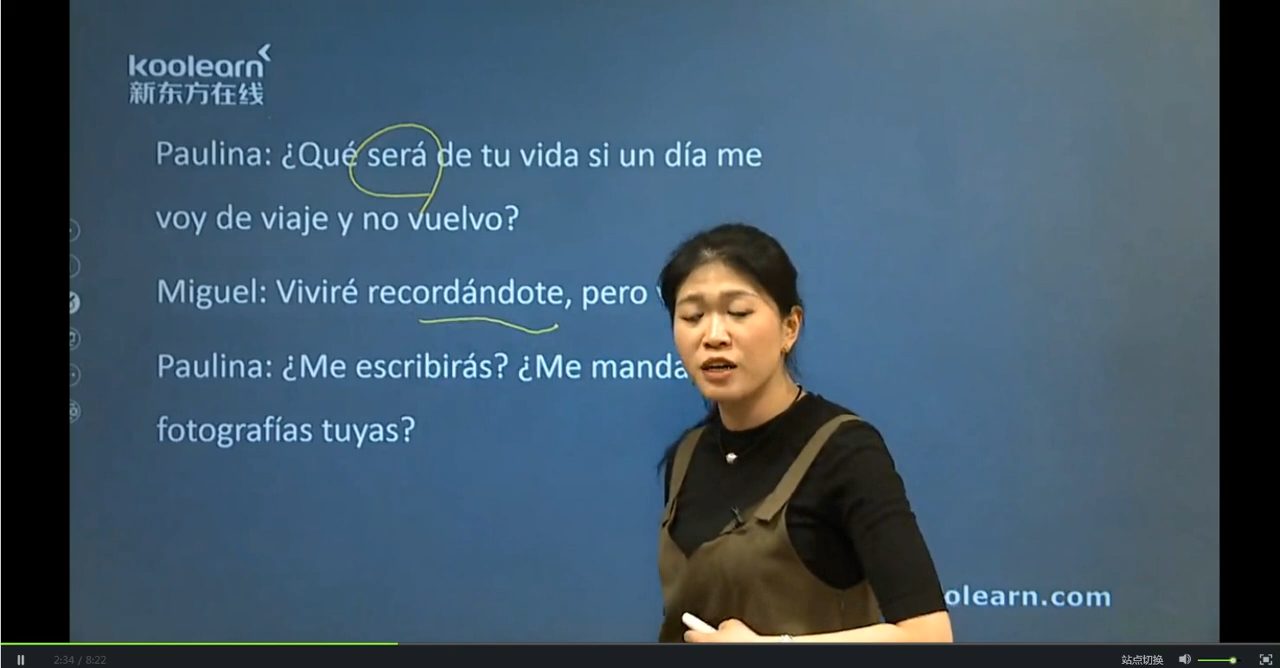 koolearn
新东方在线
Paulina: ¿Qué será de tu vida si un día me
voy de viaje y no vuelvo?
Miguel: Viviré recordándote, pero
Paulina: ¿Me escribirás? ¿Me manda
fotografías tuyas?
olearn.com
2:34 / 8:22
站点切换